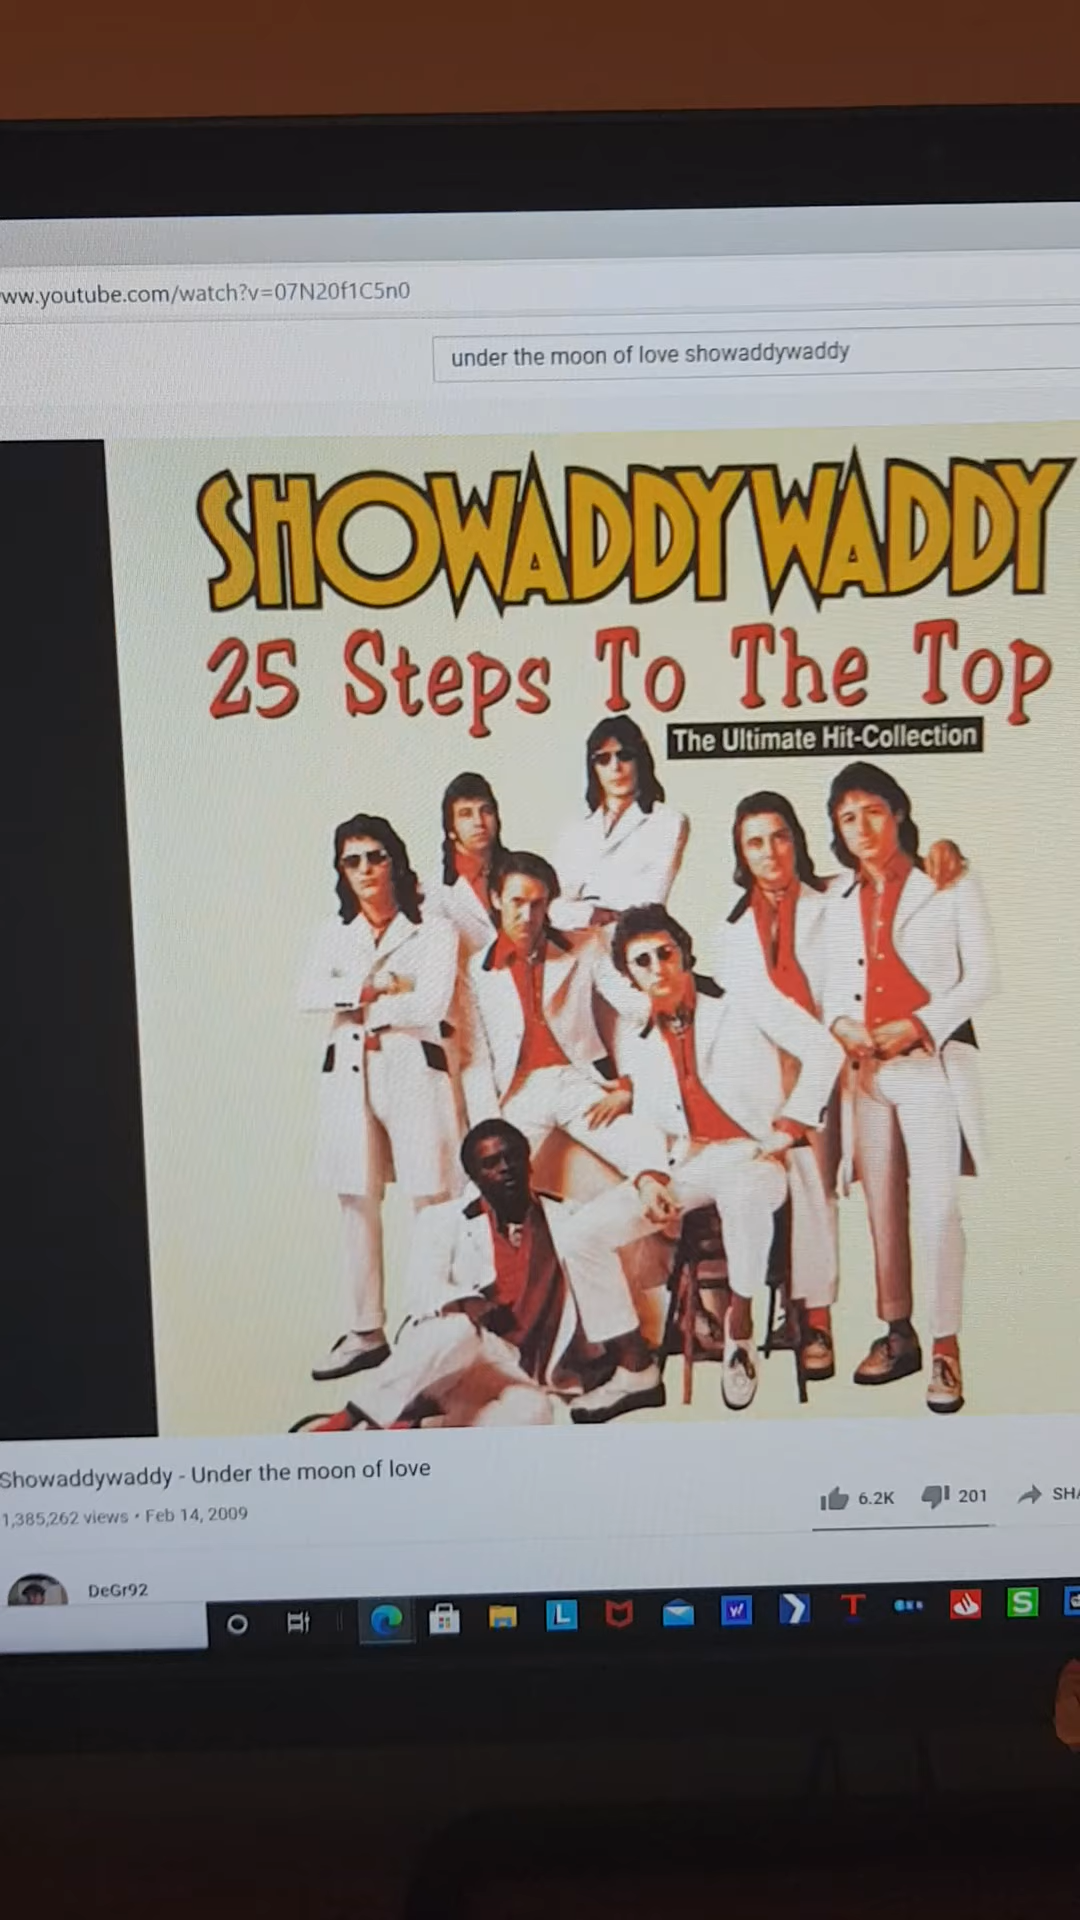 ww.youtube.com/watch?v=07N20f1C5n0
under the moon of love showaddywaddy
SHOWADDYWADDY
25 Steps To The Top
The Ultimate Hit-Collection
Showaddywaddy - Under the moon of love
1,385,262 views • Feb 14, 2009
6.2K
201
SHA
DeGr92
L
w!
T
S